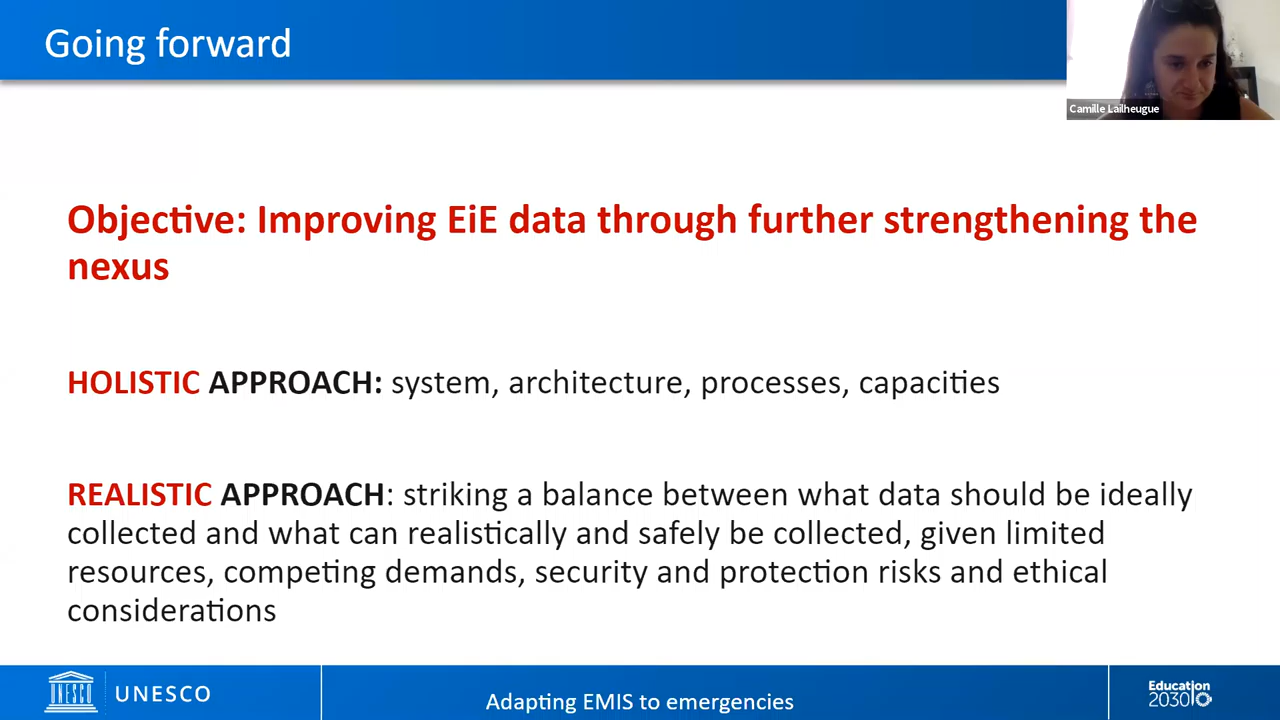 Going forward
Camille Lailheugue
Objective: Improving EiE data through further strengthening the
nexus
HOLISTIC APPROACH: system, architecture, processes, capacities
REALISTIC APPROACH: striking a balance between what data should be ideally
collected and what can realistically and safely be collected, given limited
resources, competing demands, security and protection risks and ethical
considerations
UNESCO
UNESCO
Adapting EMIS to emergencies
Education
2030